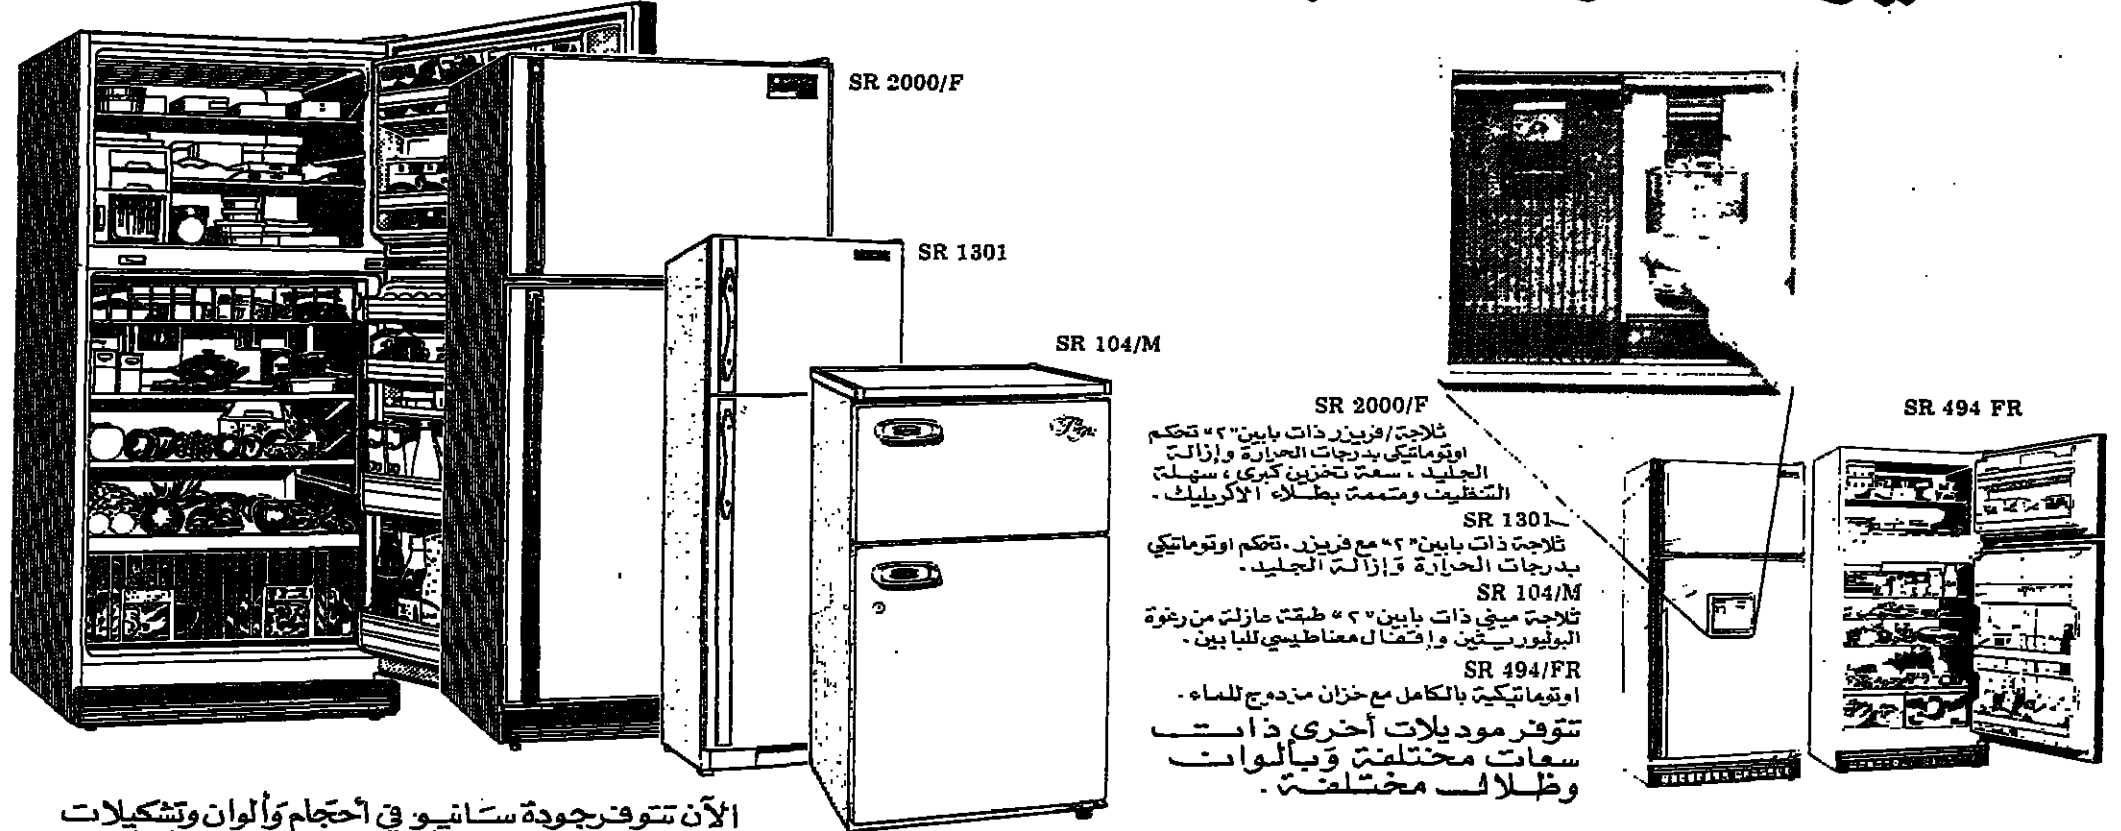 SR 2000/F
SR 1301
SR 104/M
SR 494 FR
SR 2000/F
ثلاجة/فريزر ذات بابين "٢" تحكم
اوتوماتيكي بدرجات الحرارة وإزالة
الجليد ، سعة تخزين كبرى ، سهلة
التنظيف ومتممة بطلاء الاكريليك .
SR 1301
ثلاجة ذات بابين "٢" مع فريزر . تحكم اوتوماتيكي
بدرجات الحرارة وإزالة الجليد .
SR 104/M
ثلاجة ميني ذات بابين "٢" طبقة عازلة من رغوة
البوليوريثين وإقفال مغناطيسي للبابين .
SR 494/FR
اوتوماتيكية بالكامل مع خزان مزدوج للماء .
تتوفر موديلات أخرى ذات
سعات مختلفة وبألوان
وظلال مختلفة .
الآن تتوفر جودة سانيو في أحجام وألوان وتشكيلات